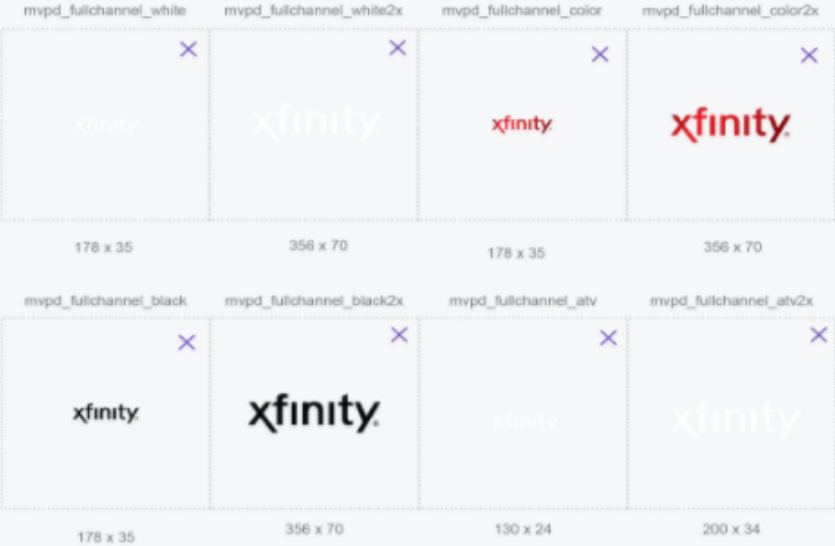 mvpd_fullchannel_white mvpd_fullchannel_white2x mvpd_fullchannel_color mvpd_fullchannel_color2x
xfinity xfinity xfinity xfinity
178 x 35 356 x 70 178 x 35 356 x 70
mvpd_fullchannel_black mvpd_fullchannel_black2x mvpd_fullchannel_atv mvpd_fullchannel_atv2x
xfinity xfinity xfinity xfinity
178 x 35 356 x 70 130 x 24 200 x 34